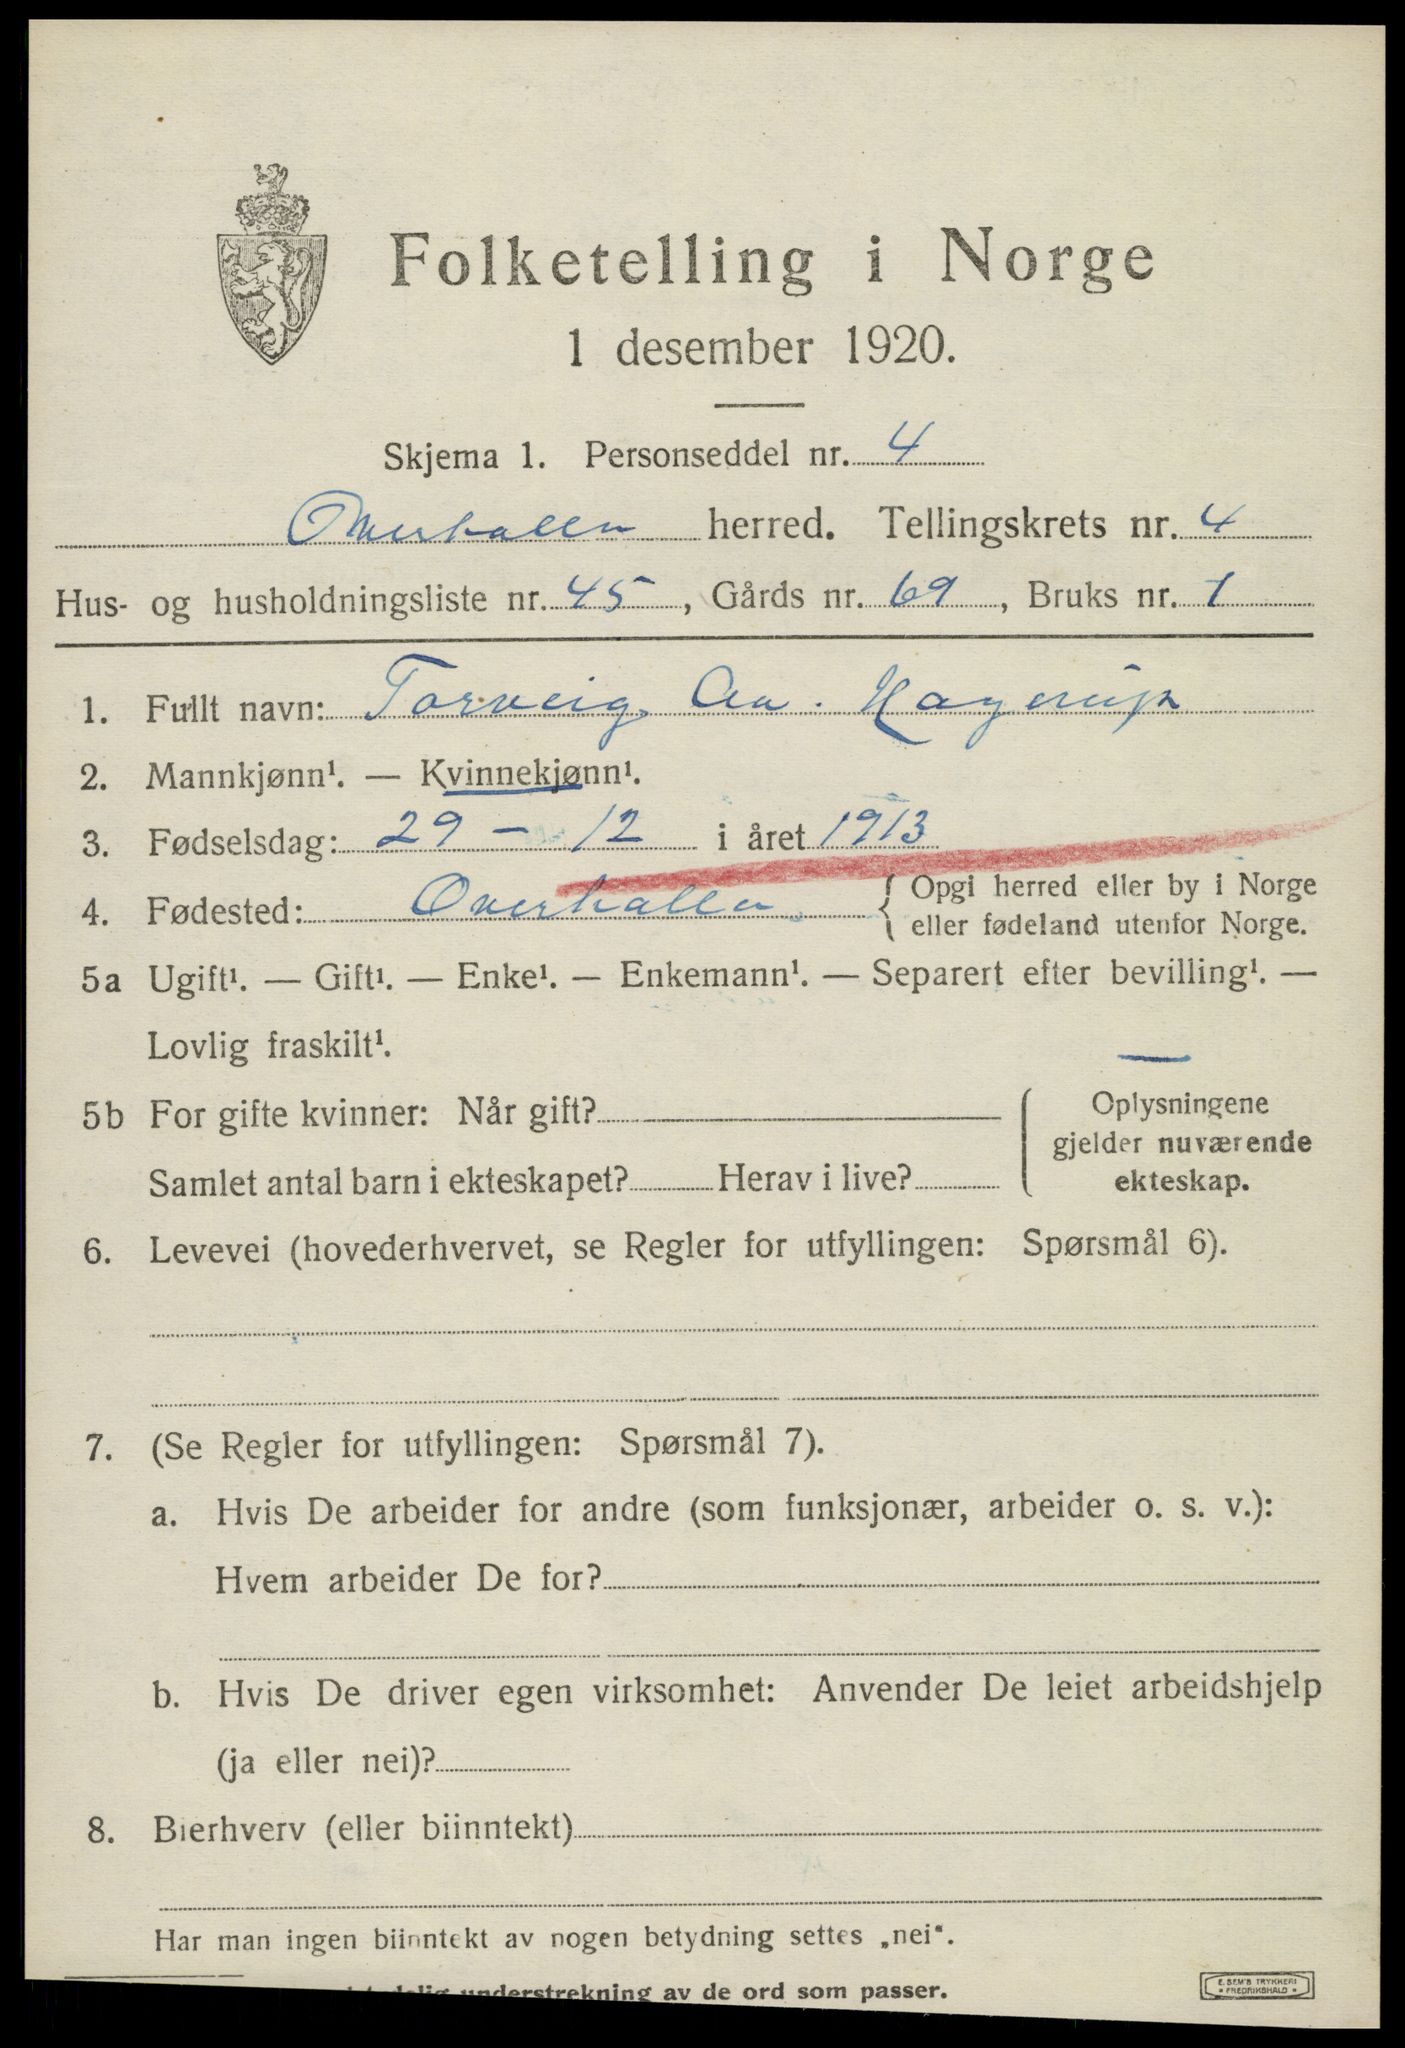 Folketelling i Norge
1 desember 1920.
Skjema 1. Personseddel nr. 4
Overhalla herred. Tellingskrets nr. 4
Hus- og husholdningsliste nr. 45, Gårds nr. 69, Bruks nr. 1
1. Fullt navn: Torveig Aa. Hagerup
2. Mannkjønn¹. — Kvinnekjønn¹.
3. Fødselsdag: 29 - 12 i året 1913
4. Fødested: Overhalla. { Opgi herred eller by i Norge
eller fødeland utenfor Norge.
5a Ugift¹. — Gift¹. — Enke¹. — Enkemann¹. — Separert efter bevilling¹. —
Lovlig fraskilt¹. —
5b For gifte kvinner: Når gift?
Samlet antal barn i ekteskapet? Herav i live?
Oplysningene
gjelder nuværende
ekteskap.
6. Levevei (hovederhvervet, se Regler for utfyllingen: Spørsmål 6).
7. (Se Regler for utfyllingen: Spørsmål 7).
a. Hvis De arbeider for andre (som funksjonær, arbeider o. s. v.):
Hvem arbeider De for?
b. Hvis De driver egen virksomhet: Anvender De leiet arbeidshjelp
(ja eller nei)?
8. Bierhverv (eller biinntekt)
Har man ingen biinntekt av nogen betydning settes „nei“.
understrekning av de ord som passer.
E. SEM'S TRYKKERI
FREDRIKSHALD